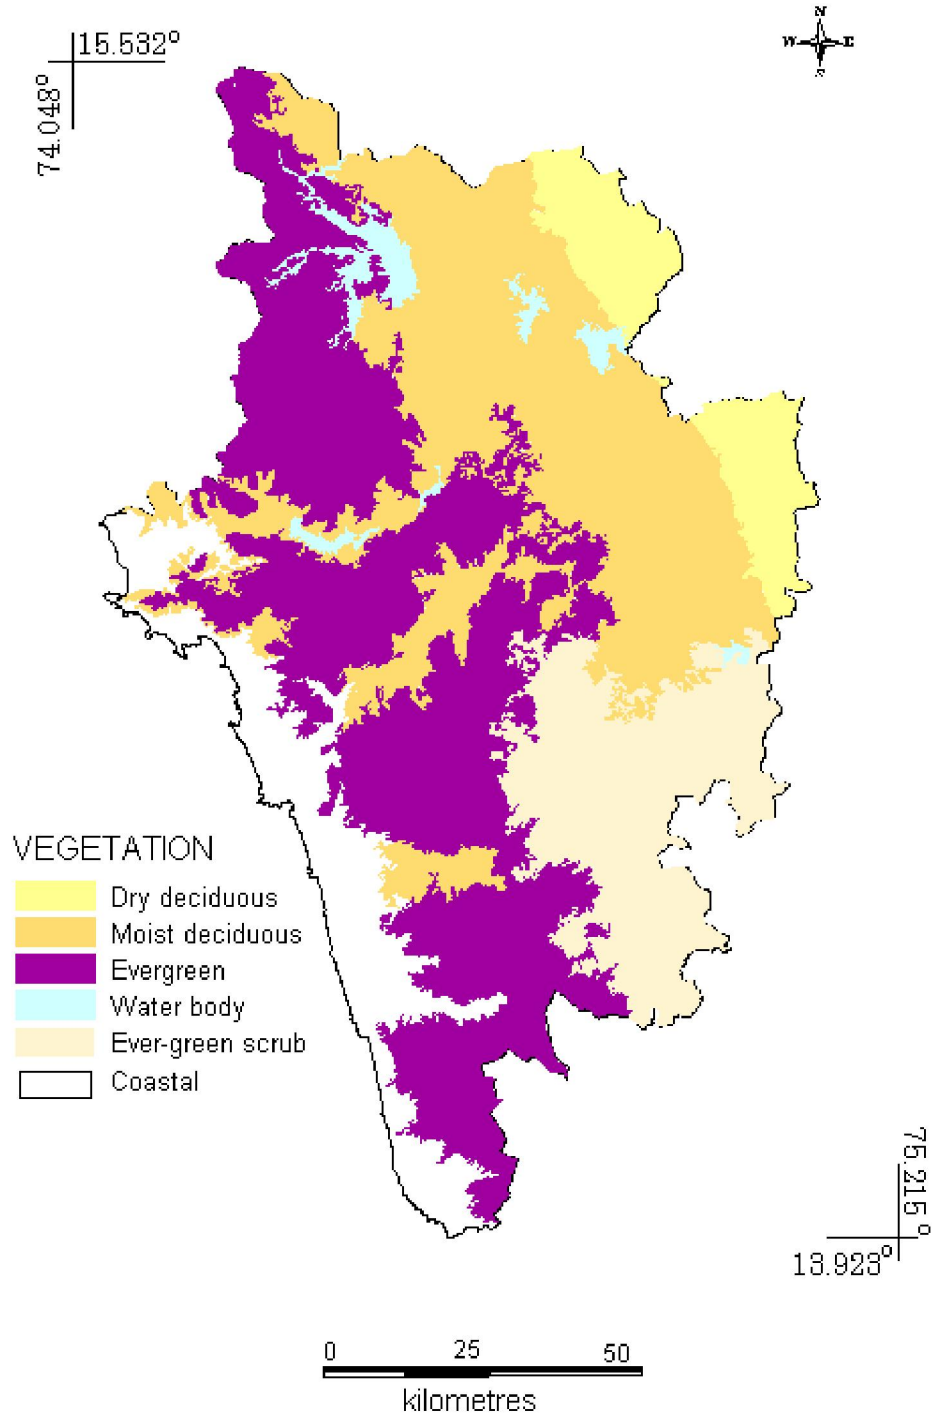 N
15.532°
W E
S
74.048°
VEGETATION
Dry deciduous
Moist deciduous
Evergreen
Water body
Ever-green scrub
Coastal
75.215°
13.923°
0 25 50
kilometres